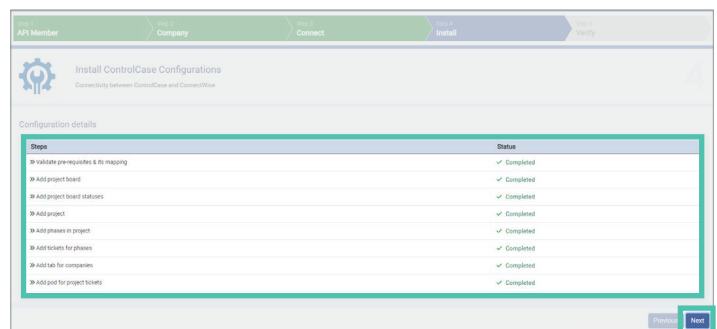 Step 1
API Member
Step 2
Company
Step 3
Connect
Step 4
Install
Step 5
Verify
Install ControlCase Configurations
Connectivity between ControlCase and ConnectWise
4
Configuration details
Steps Status
» Validate pre-requisites & its mapping ✓ Completed
» Add project board ✓ Completed
» Add project board statuses ✓ Completed
» Add project ✓ Completed
» Add phases in project ✓ Completed
» Add tickets for phases ✓ Completed
» Add tab for companies ✓ Completed
» Add pod for project tickets ✓ Completed
Previous Next